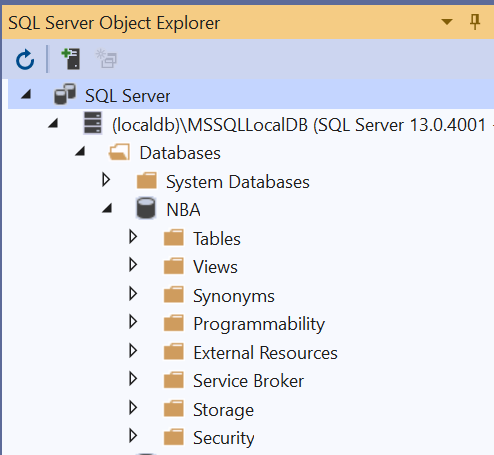 SQL Server Object Explorer
SQL Server
(localdb)\MSSQLLocalDB (SQL Server 13.0.4001 -
Databases
System Databases
NBA
Tables
Views
Synonyms
Programmability
External Resources
Service Broker
Storage
Security